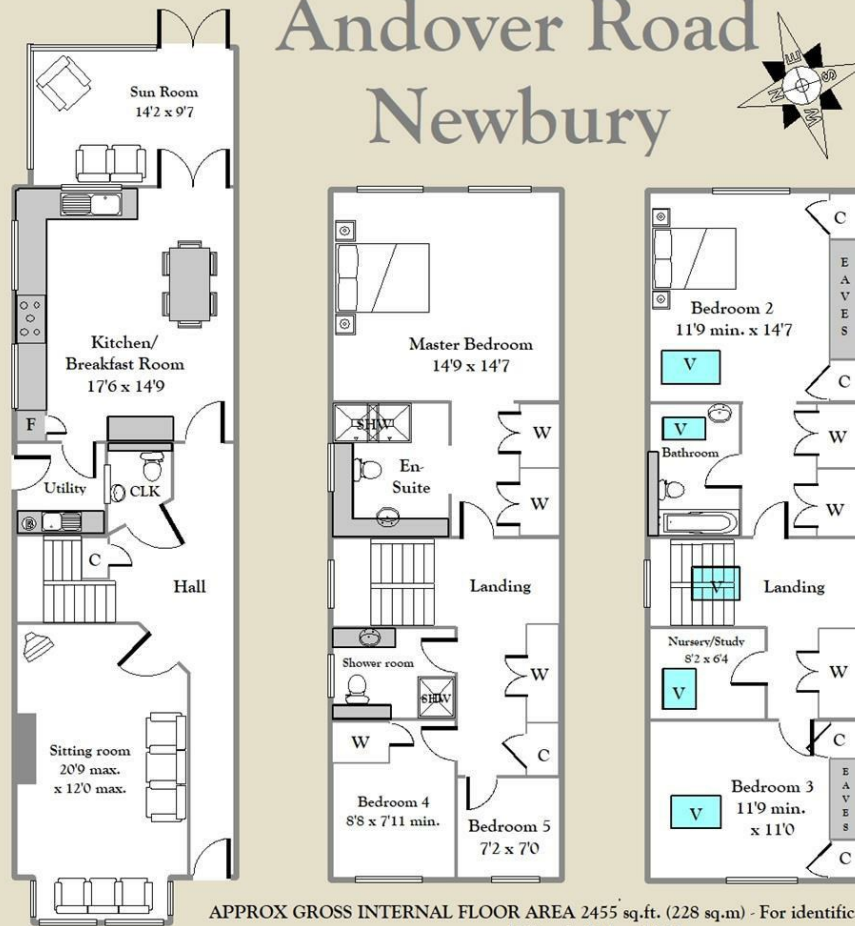 Andover Road
Newbury
N
E
S
W
Sun Room
14'2 x 9'7
Kitchen/
Breakfast Room
17'6 x 14'9
F
Utility
CLK
C
Hall
Sitting room
20'9 max.
x 12'0 max.
Master Bedroom
14'9 x 14'7
SHW
En-
Suite
W
W
Landing
Shower room
SHW
W
W
C
Bedroom 4
8'8 x 7'11 min.
Bedroom 5
7'2 x 7'0
C
EAVES
Bedroom 2
11'9 min. x 14'7
V
C
V
Bathroom
W
W
V
Landing
Nursery/Study
8'2 x 6'4
V
W
C
Bedroom 3
11'9 min.
x 11'0
V
EAVES
C
APPROX GROSS INTERNAL FLOOR AREA 2455 sq.ft. (228 sq.m) - For identific